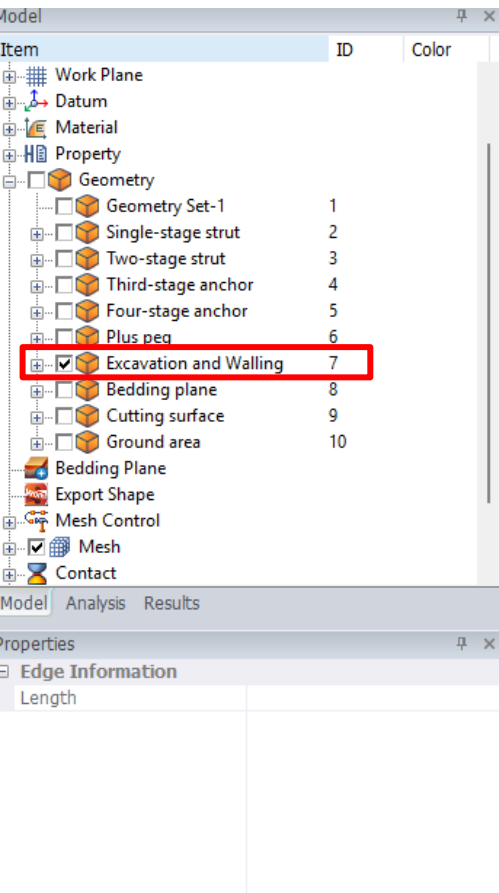 Model
Item ID Color
Work Plane
Datum
Material
Property
Geometry
Geometry Set-1 1
Single-stage strut 2
Two-stage strut 3
Third-stage anchor 4
Four-stage anchor 5
Plus peg 6
Excavation and Walling 7
Bedding plane 8
Cutting surface 9
Ground area 10
Bedding Plane
Export Shape
Mesh Control
Mesh
Contact
Model Analysis Results
Properties
Edge Information
Length